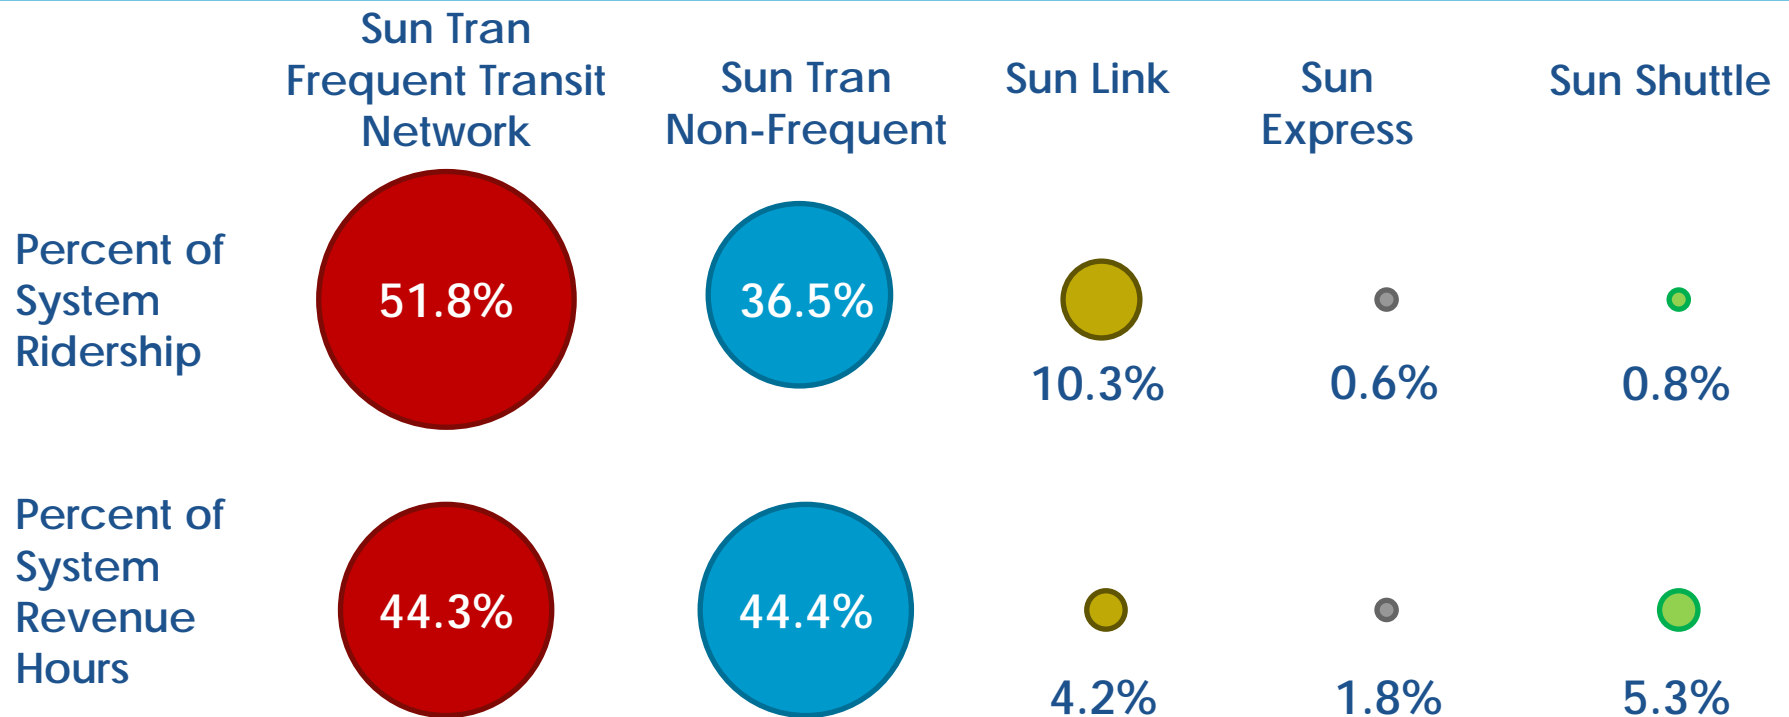 Sun Tran
Frequent Transit
Network
Sun Tran
Non-Frequent
Sun Link
Sun
Express
Sun Shuttle
Percent of
System
Ridership
51.8%
36.5%
10.3%
0.6%
0.8%
Percent of
System
Revenue
Hours
44.3%
44.4%
4.2%
1.8%
5.3%